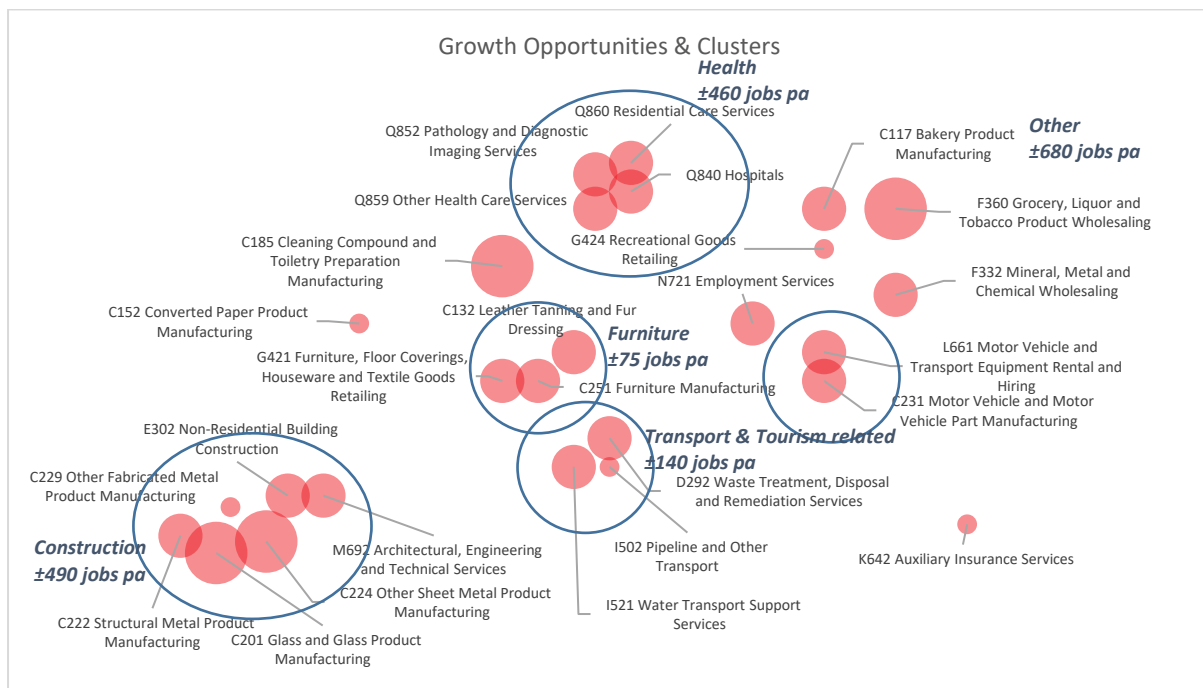 Growth Opportunities & Clusters
Health
±460 jobs pa
Q860 Residential Care Services
Q852 Pathology and Diagnostic
Imaging Services
Q840 Hospitals
Q859 Other Health Care Services
C117 Bakery Product
Manufacturing
Other
±680 jobs pa
F360 Grocery, Liquor and
Tobacco Product Wholesaling
G424 Recreational Goods
Retailing
C185 Cleaning Compound and
Toiletry Preparation
Manufacturing
N721 Employment Services
F332 Mineral, Metal and
Chemical Wholesaling
C152 Converted Paper Product
Manufacturing
C132 Leather Tanning and Fur
Dressing
Furniture
±75 jobs pa
G421 Furniture, Floor Coverings,
Houseware and Textile Goods
Retailing
C251 Furniture Manufacturing
L661 Motor Vehicle and
Transport Equipment Rental and
Hiring
C231 Motor Vehicle and Motor
Vehicle Part Manufacturing
E302 Non-Residential Building
Construction
Transport & Tourism related
±140 jobs pa
C229 Other Fabricated Metal
Product Manufacturing
D292 Waste Treatment, Disposal
and Remediation Services
Construction
±490 jobs pa
M692 Architectural, Engineering
and Technical Services
I502 Pipeline and Other
Transport
K642 Auxiliary Insurance Services
C224 Other Sheet Metal Product
Manufacturing
I521 Water Transport Support
Services
C222 Structural Metal Product
Manufacturing
C201 Glass and Glass Product
Manufacturing